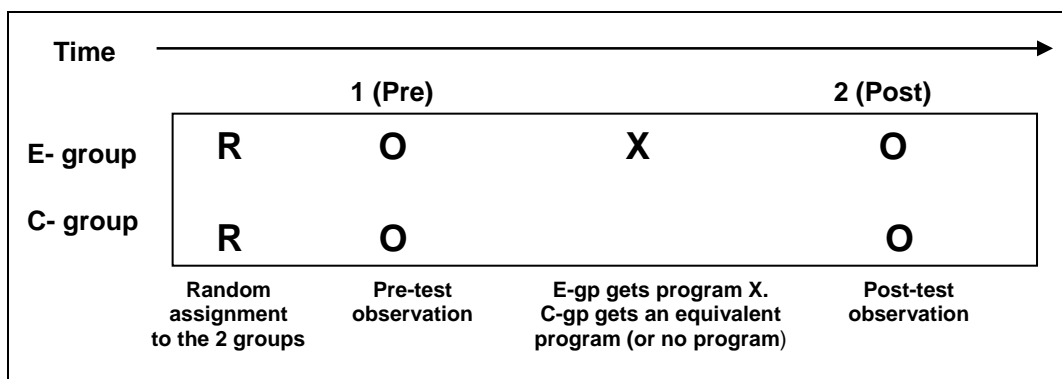 Time
1 (Pre) 2 (Post)
E- group R O X O
C- group R O O
Random Pre-test E-gp gets program X. Post-test
assignment observation C-gp gets an equivalent observation
to the 2 groups program (or no program)